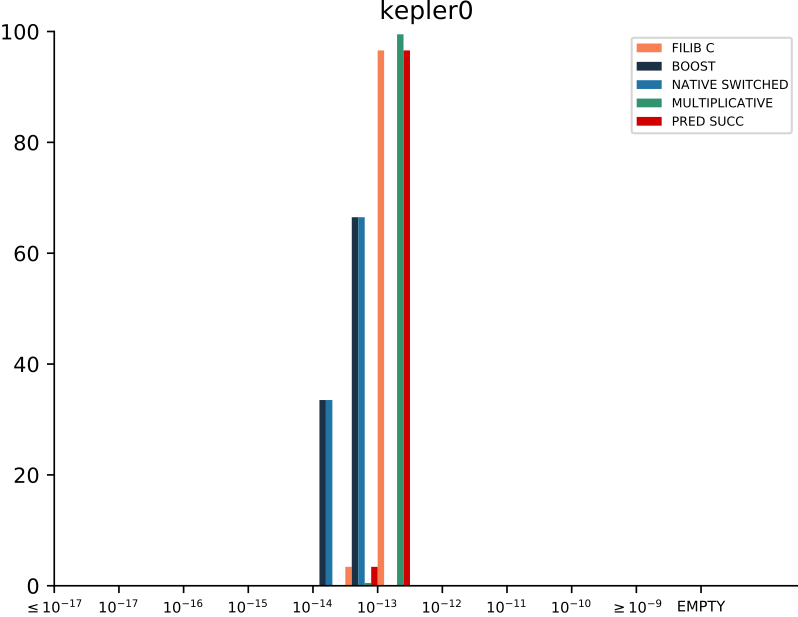 kepler0
100
80
60
40
20
0
FILIB C
BOOST
NATIVE SWITCHED
MULTIPLICATIVE
PRED SUCC
≤10⁻¹⁷ 10⁻¹⁷ 10⁻¹⁶ 10⁻¹⁵ 10⁻¹⁴ 10⁻¹³ 10⁻¹² 10⁻¹¹ 10⁻¹⁰ ≥10⁻⁹ EMPTY